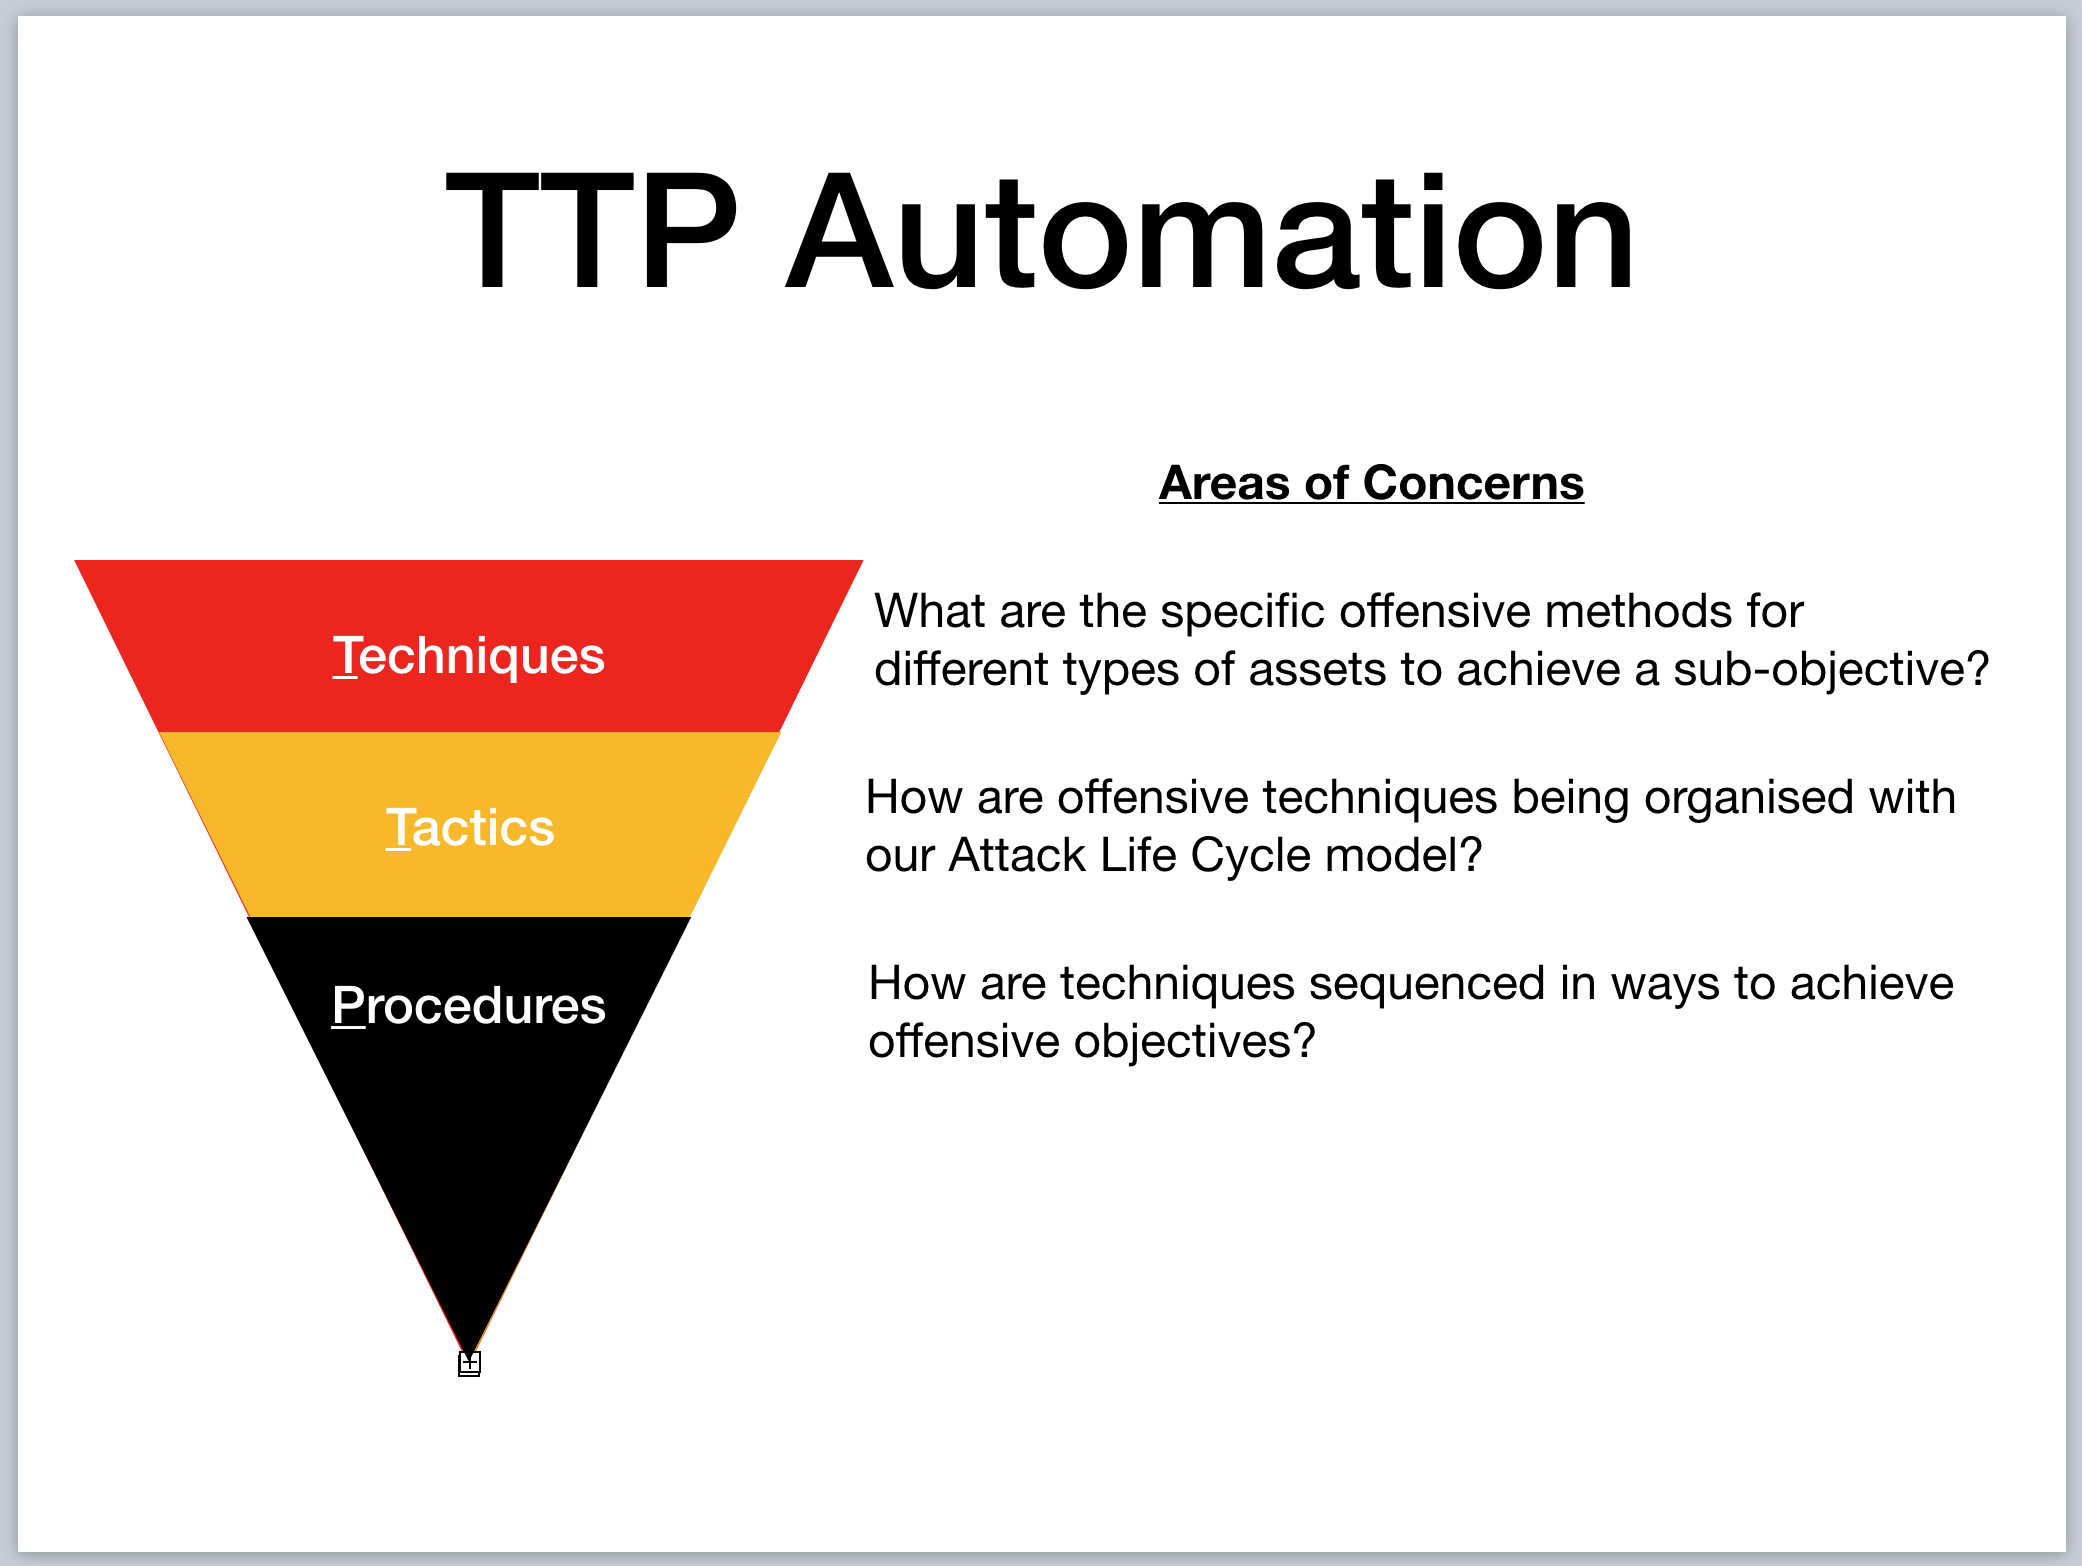 TTP Automation
Areas of Concerns
Techniques
What are the specific offensive methods for
different types of assets to achieve a sub-objective?
Tactics
How are offensive techniques being organised with
our Attack Life Cycle model?
Procedures
How are techniques sequenced in ways to achieve
offensive objectives?